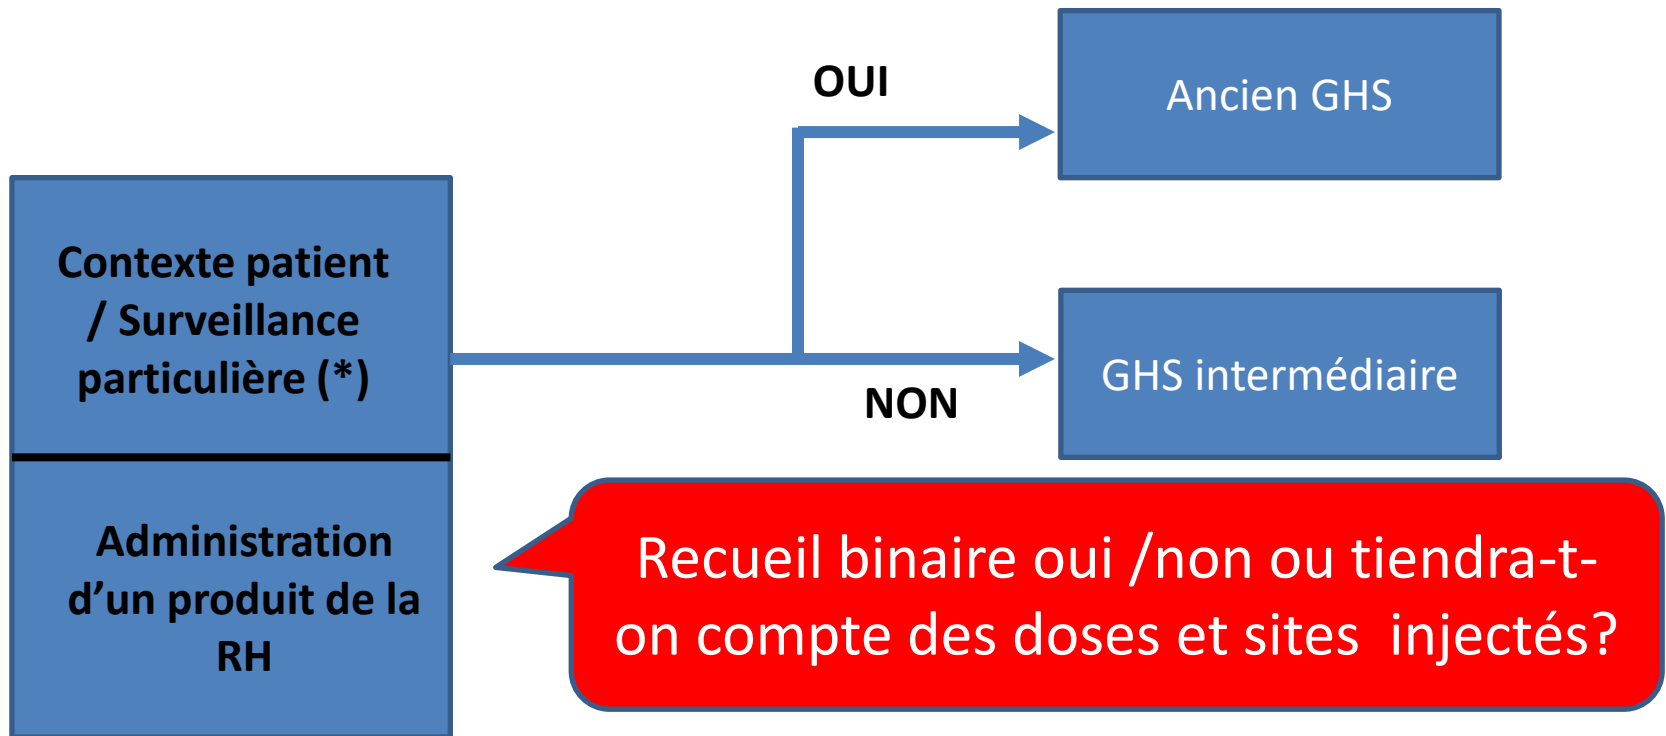 OUI
Ancien GHS
Contexte patient
/ Surveillance
particulière (*)
GHS intermédiaire
NON
Administration
d’un produit de la
RH
Recueil binaire oui /non ou tiendra-t-
on compte des doses et sites injectés?